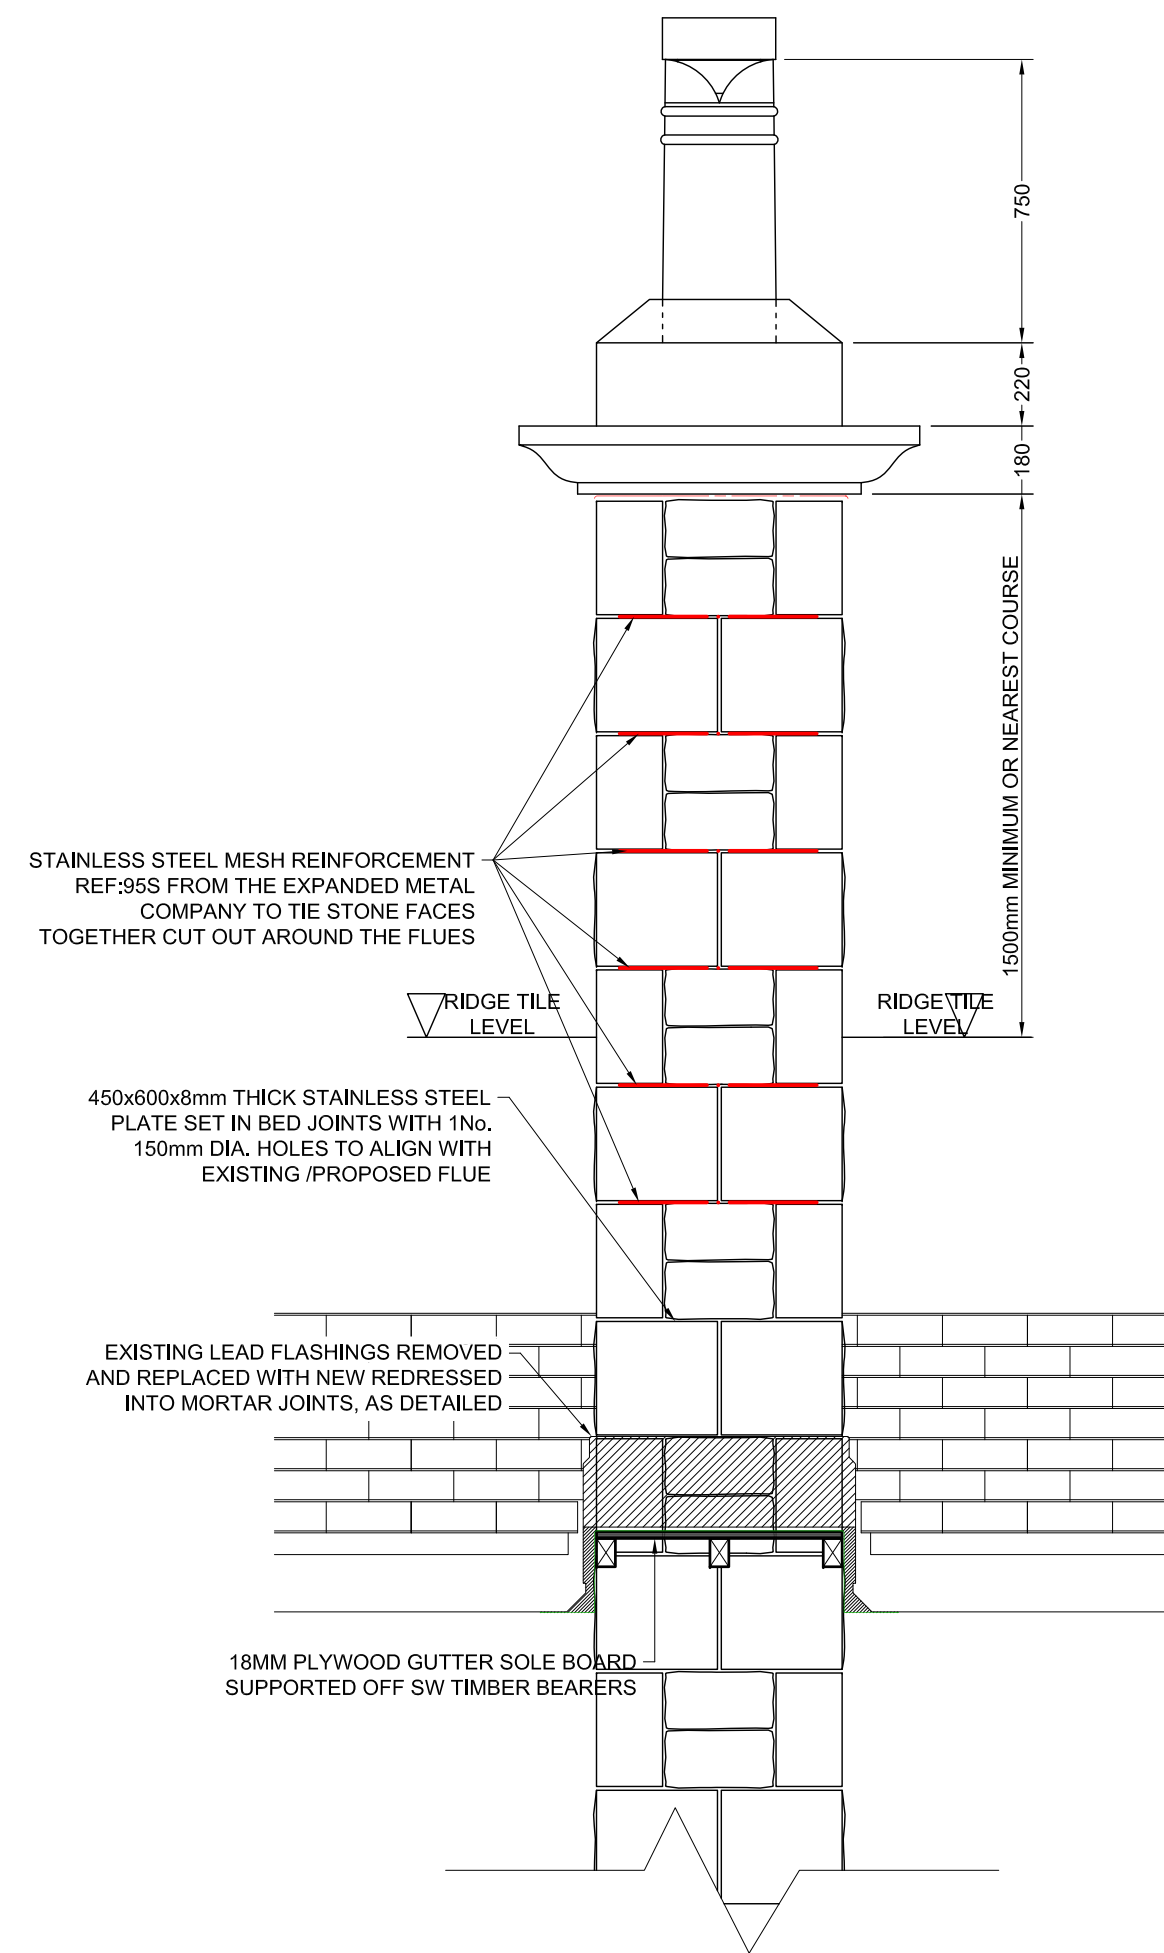 750
220
180
1500mm MINIMUM OR NEAREST COURSE
STAINLESS STEEL MESH REINFORCEMENT
REF:95S FROM THE EXPANDED METAL
COMPANY TO TIE STONE FACES
TOGETHER CUT OUT AROUND THE FLUES
RIDGE TILE
LEVEL
RIDGE TILE
LEVEL
450x600x8mm THICK STAINLESS STEEL
PLATE SET IN BED JOINTS WITH 1No.
150mm DIA. HOLES TO ALIGN WITH
EXISTING /PROPOSED FLUE
EXISTING LEAD FLASHINGS REMOVED
AND REPLACED WITH NEW REDRESSED
INTO MORTAR JOINTS, AS DETAILED
18MM PLYWOOD GUTTER SOLE BOARD
SUPPORTED OFF SW TIMBER BEARERS